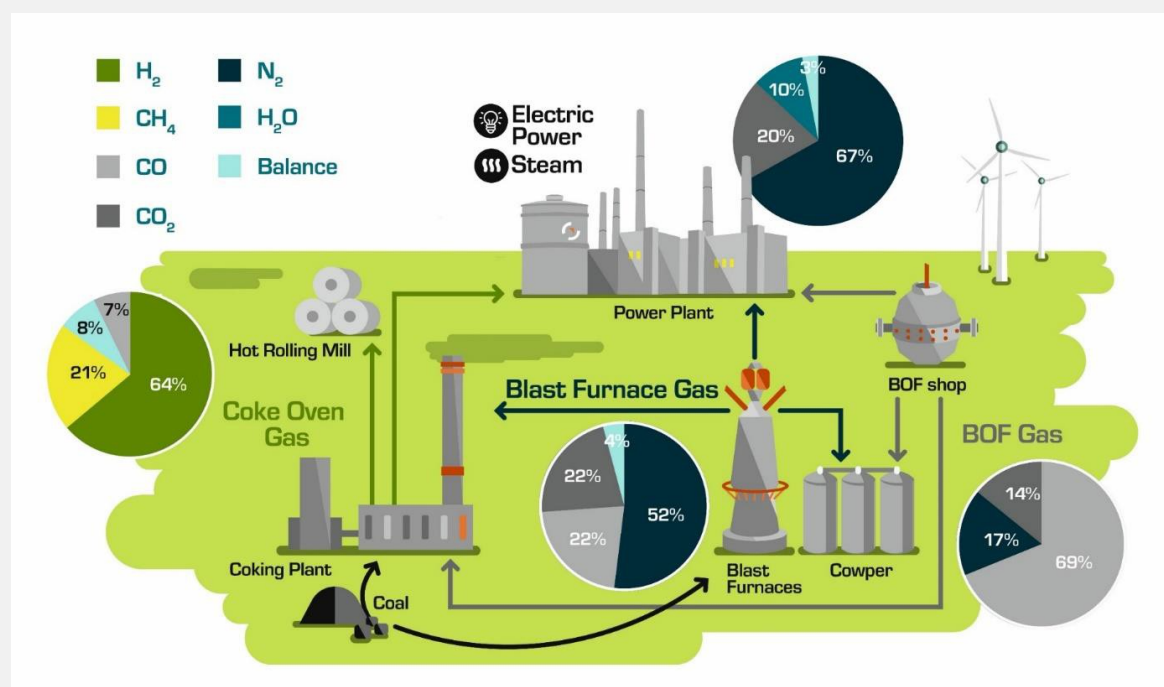 H₂
N₂
CH₄
H₂O
CO
Balance
CO₂
Electric
Power
Steam
3%
10%
20%
67%
Power Plant
7%
8%
21%
64%
Hot Rolling Mill
Coke Oven
Gas
Blast Furnace Gas
BOF shop
BOF Gas
4%
22%
52%
22%
14%
17%
69%
Coking Plant
Coal
Blast
Furnaces
Cowper